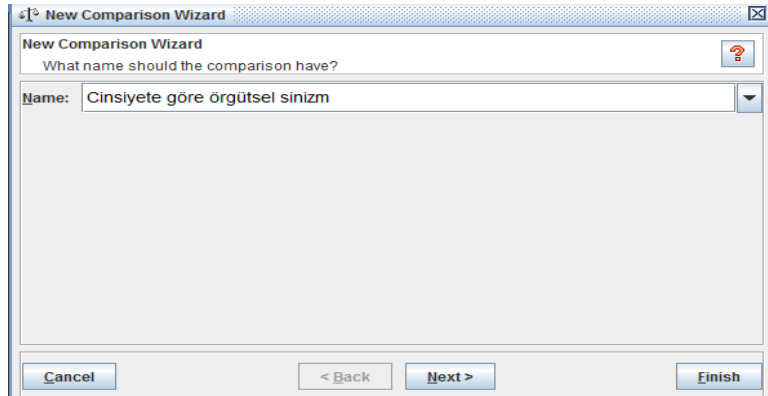 New Comparison Wizard
New Comparison Wizard
What name should the comparison have?
Name: Cinsiyete göre örgütsel sinizm
Cancel < Back Next > Finish